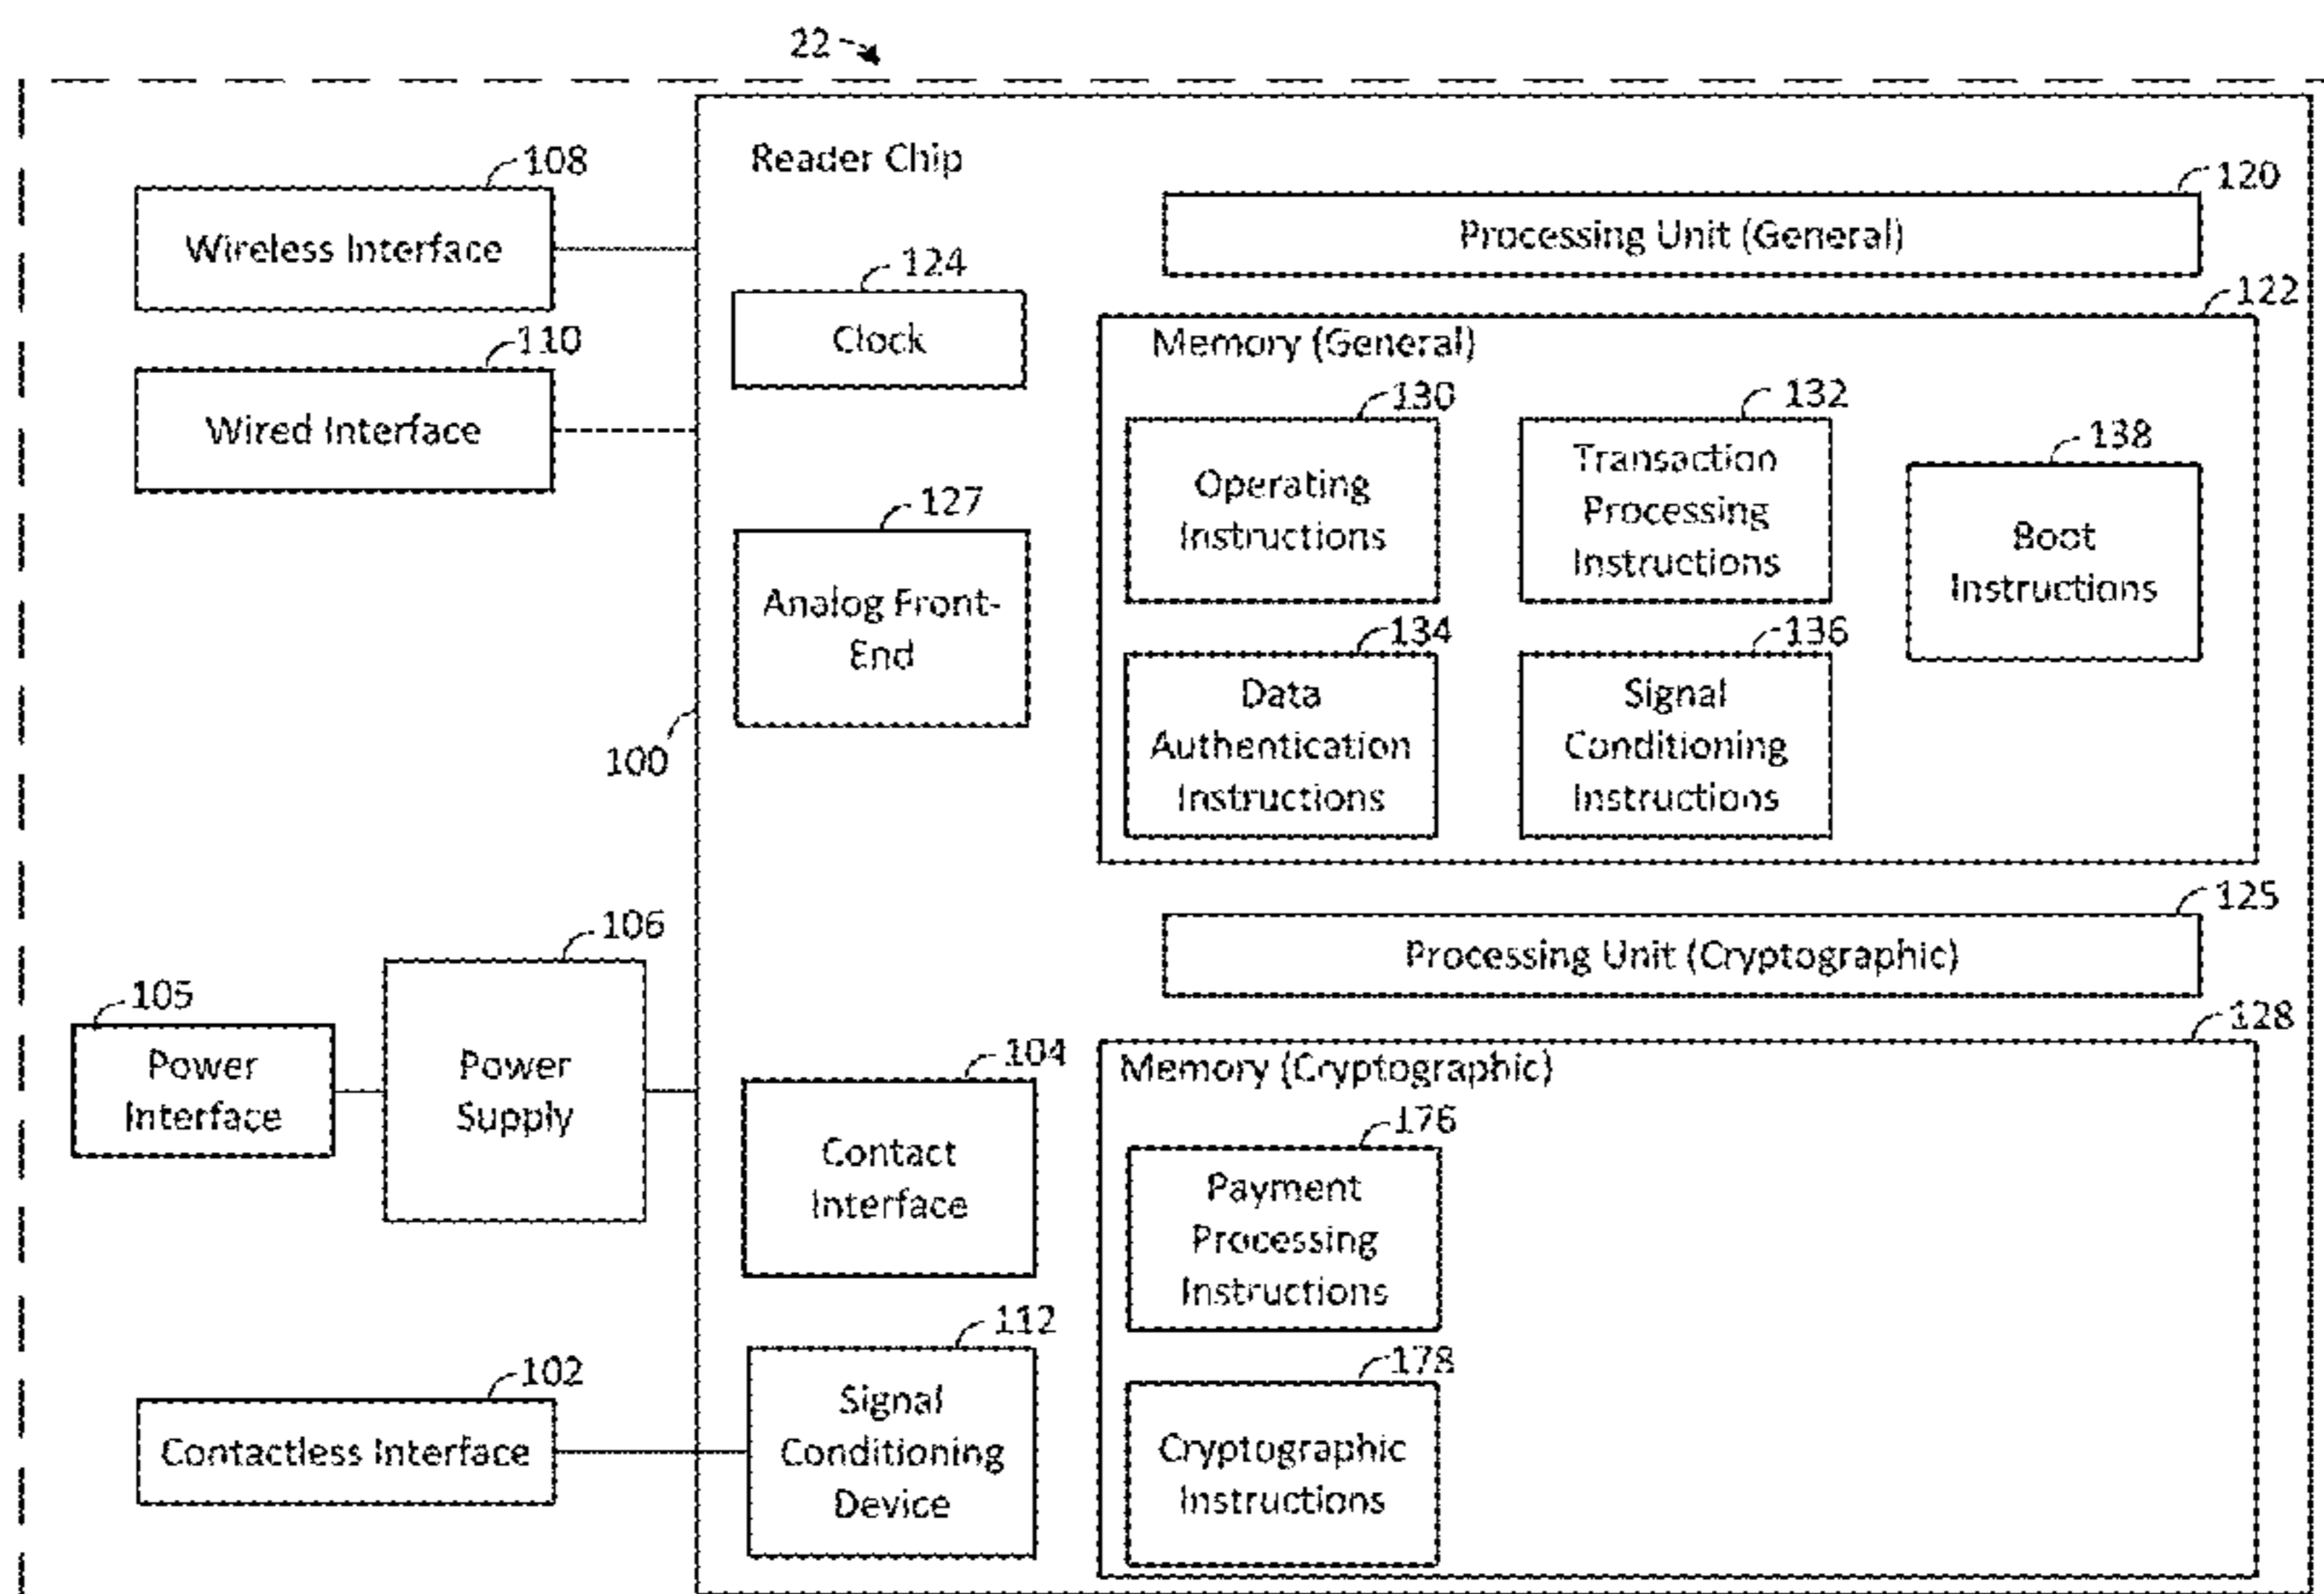 22
Reader Chip
108
Wireless Interface
110
Wired Interface
124
Clock
127
Analog Front-
End
100
106
105
Power
Interface
Power
Supply
104
Contact
Interface
112
Signal
Conditioning
Device
102
Contactless Interface
120
Processing Unit (General)
122
Memory (General)
130
Operating
Instructions
132
Transaction
Processing
Instructions
138
Boot
Instructions
134
Data
Authentication
Instructions
136
Signal
Conditioning
Instructions
125
Processing Unit (Cryptographic)
128
Memory (Cryptographic)
176
Payment
Processing
Instructions
178
Cryptographic
Instructions